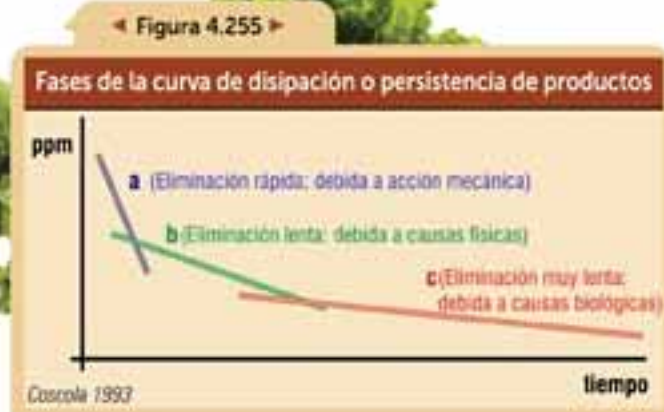 ◄ Figura 4.255 ►
Fases de la curva de disipación o persistencia de productos
ppm
a (Eliminación rápida: debida a acción mecánica)
b (Eliminación lenta: debida a causas físicas)
c (Eliminación muy lenta:
debida a causas biológicas)
tiempo
Coscola 1993